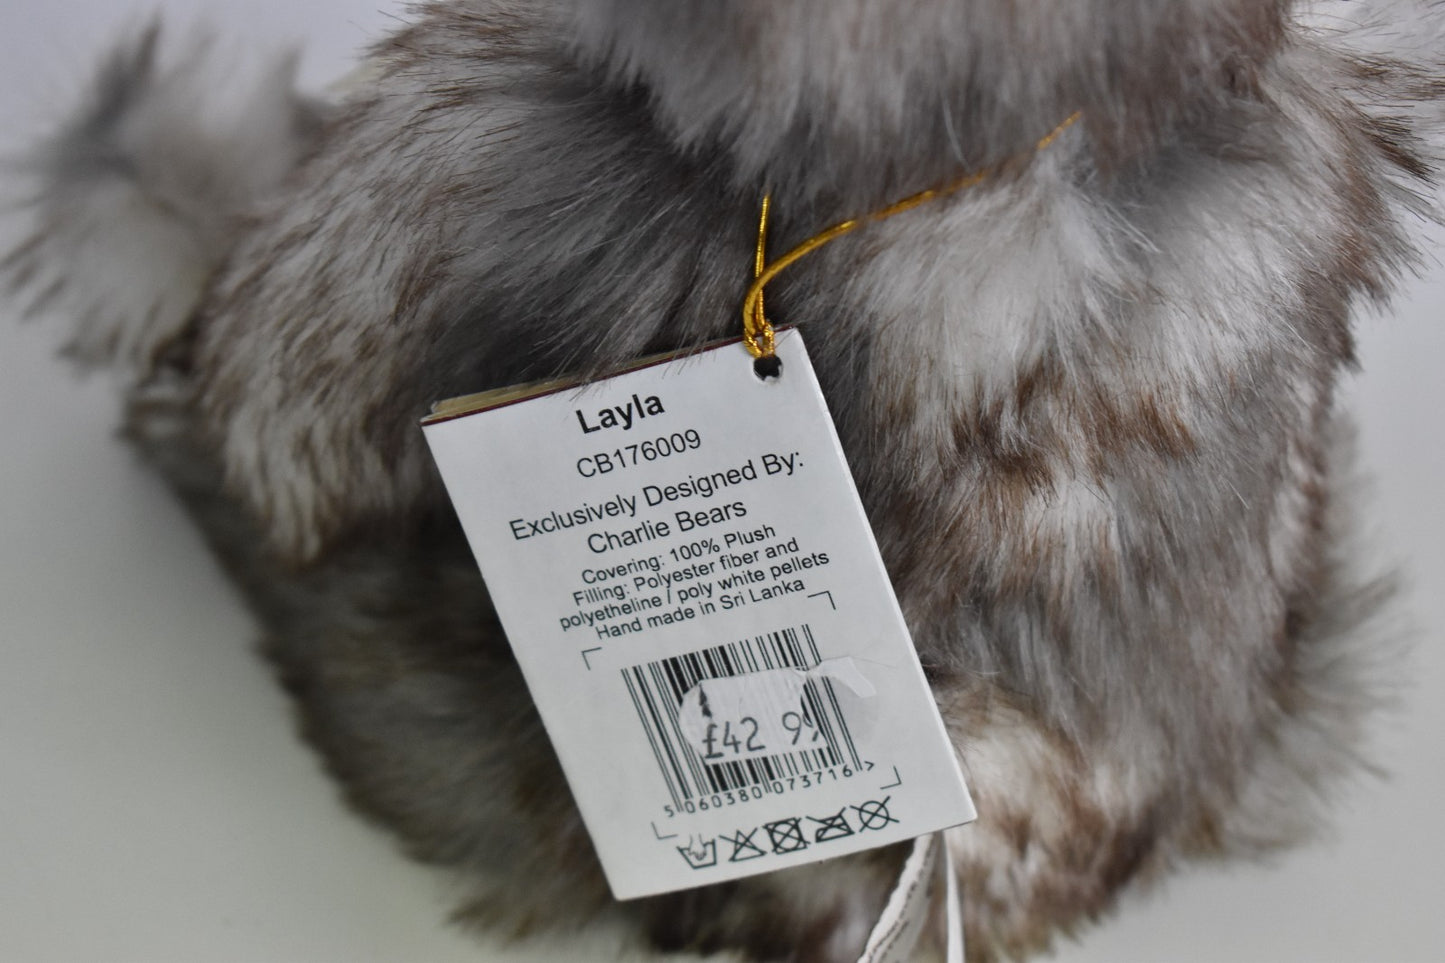 Layla
CB176009
Exclusively Designed By:
Charlie Bears
Covering: 100% Plush
Filling: Polyester fiber and
polyetheline / poly white pellets
Hand made in Sri Lanka
£42 99
5 060380 073716 >